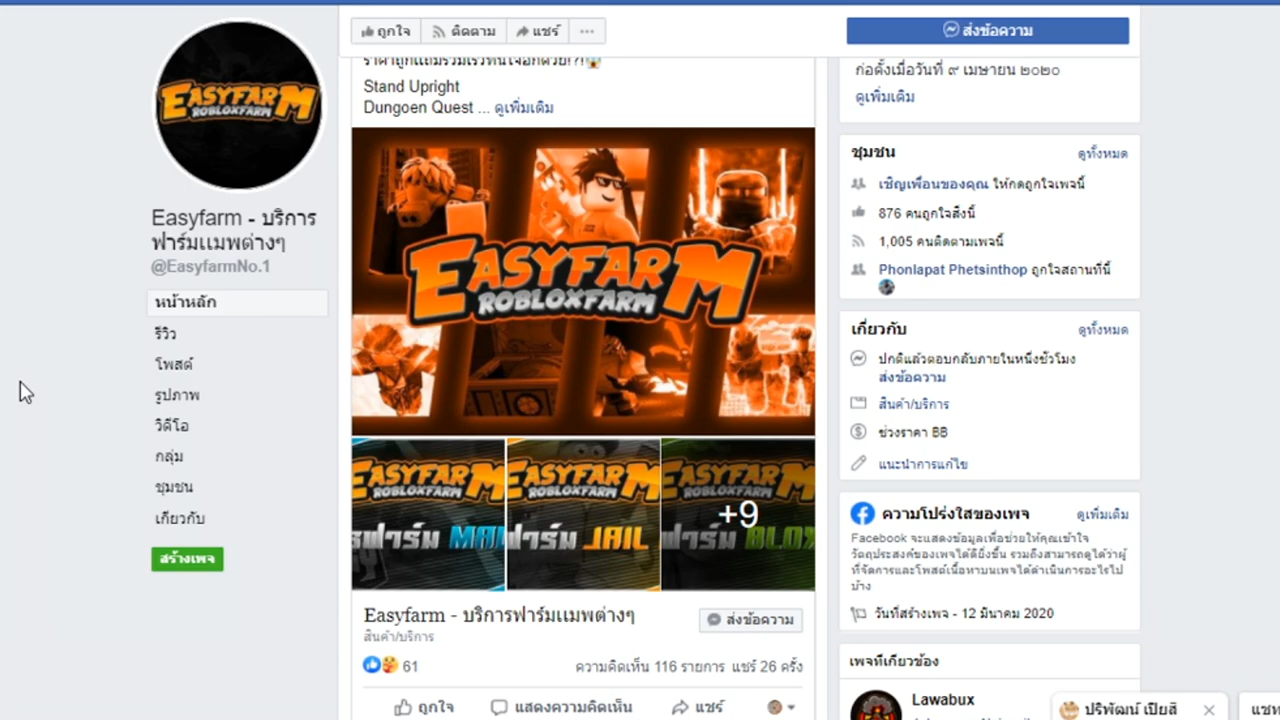 EASYFARM
ROBLOXFARM
Easyfarm - บริการ
ฟาร์มแมพต่างๆ
@EasyfarmNo.1
หน้าหลัก
รีวิว
โพสต์
รูปภาพ
วิดีโอ
กลุ่ม
ชุมชน
เกี่ยวกับ
สร้างเพจ
ถูกใจ
ติดตาม
แชร์
...
Stand Upright
Dungoen Quest ... ดูเพิ่มเติม
EASYFARM
ROBLOXFARM
EASYFARM
ROBLOXFARM
EASYFARM
ROBLOXFARM
ฟาร์ม JAIL
EASYFARM
ROBLOXFARM
+9
ฟาร์ม BLOX
Easyfarm - บริการฟาร์มแมพต่างๆ
สินค้า/บริการ
ส่งข้อความ
61
ความคิดเห็น 116 รายการ แชร์ 26 ครั้ง
ถูกใจ
แสดงความคิดเห็น
แชร์
ส่งข้อความ
ก่อตั้งเมื่อวันที่ ๙ เมษายน ๒๐๒๐
ดูเพิ่มเติม
ชุมชน
ดูทั้งหมด
เชิญเพื่อนของคุณ ให้กดถูกใจเพจนี้
876 คนถูกใจสิ่งนี้
1,005 คนติดตามเพจนี้
Phonlapat Phetsinthop ถูกใจสถานที่นี้
เกี่ยวกับ
ดูทั้งหมด
ปกติแล้วตอบกลับภายในหนึ่งชั่วโมง
ส่งข้อความ
สินค้า/บริการ
ช่วงราคา ฿฿
แนะนำการแก้ไข
ความโปร่งใสของเพจ
ดูเพิ่มเติม
Facebook จะแสดงข้อมูลเพื่อช่วยให้คุณเข้าใจ
วัตถุประสงค์ของเพจได้ดียิ่งขึ้น รวมถึงสามารถดูได้ว่าผู้
ที่จัดการและโพสต์เนื้อหาบนเพจได้ดำเนินการอะไรไป
บ้าง
วันที่สร้างเพจ - 12 มีนาคม 2020
เพจที่เกี่ยวข้อง
Lawabux
ปริพัฒน์ เปียสิ